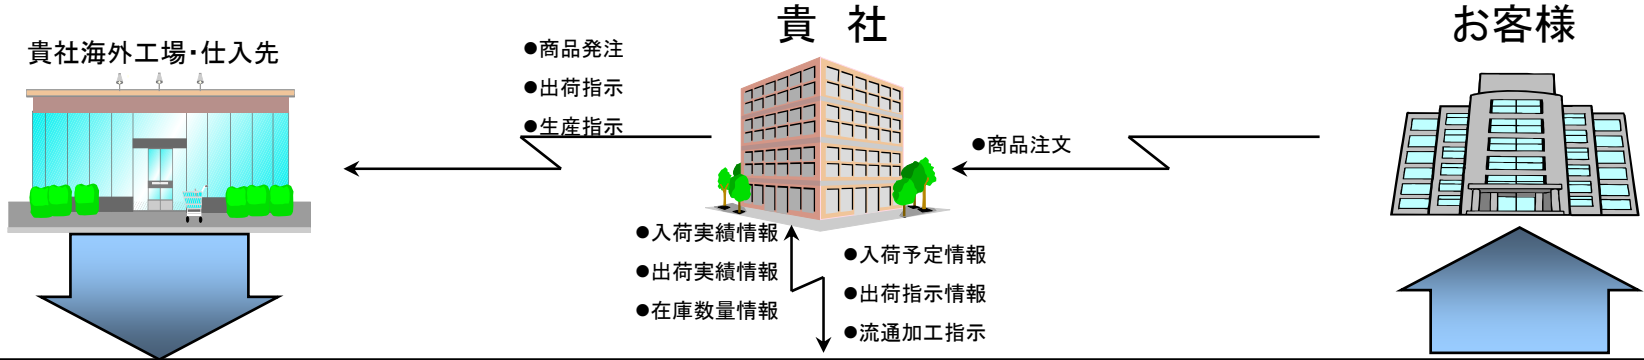 貴社海外工場・仕入先
●商品発注
●出荷指示
●生産指示
貴 社
●商品注文
お客様
●入荷実績情報
●出荷実績情報
●在庫数量情報
●入荷予定情報
●出荷指示情報
●流通加工指示